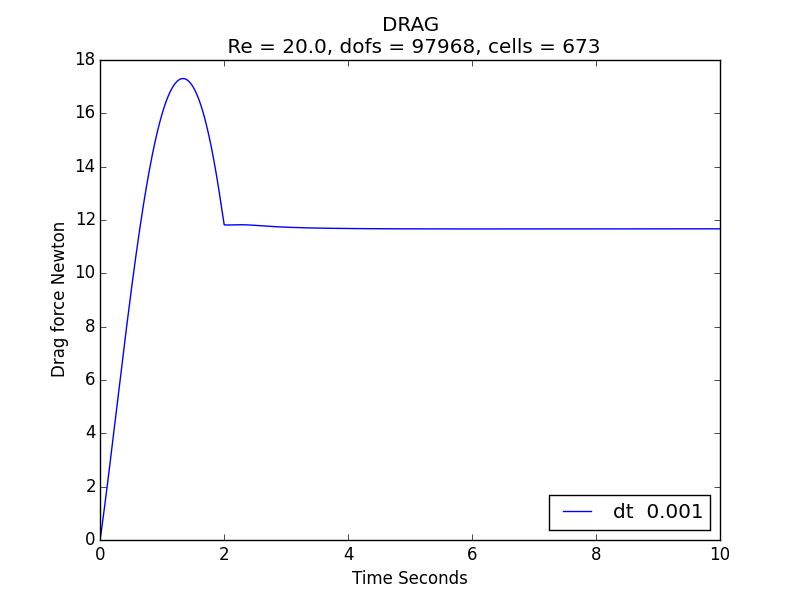 DRAG
Re = 20.0, dofs = 97968, cells = 673
18
16
14
12
10
8
6
4
2
0
Drag force Newton
dt 0.001
0 2 4 6 8 10
Time Seconds